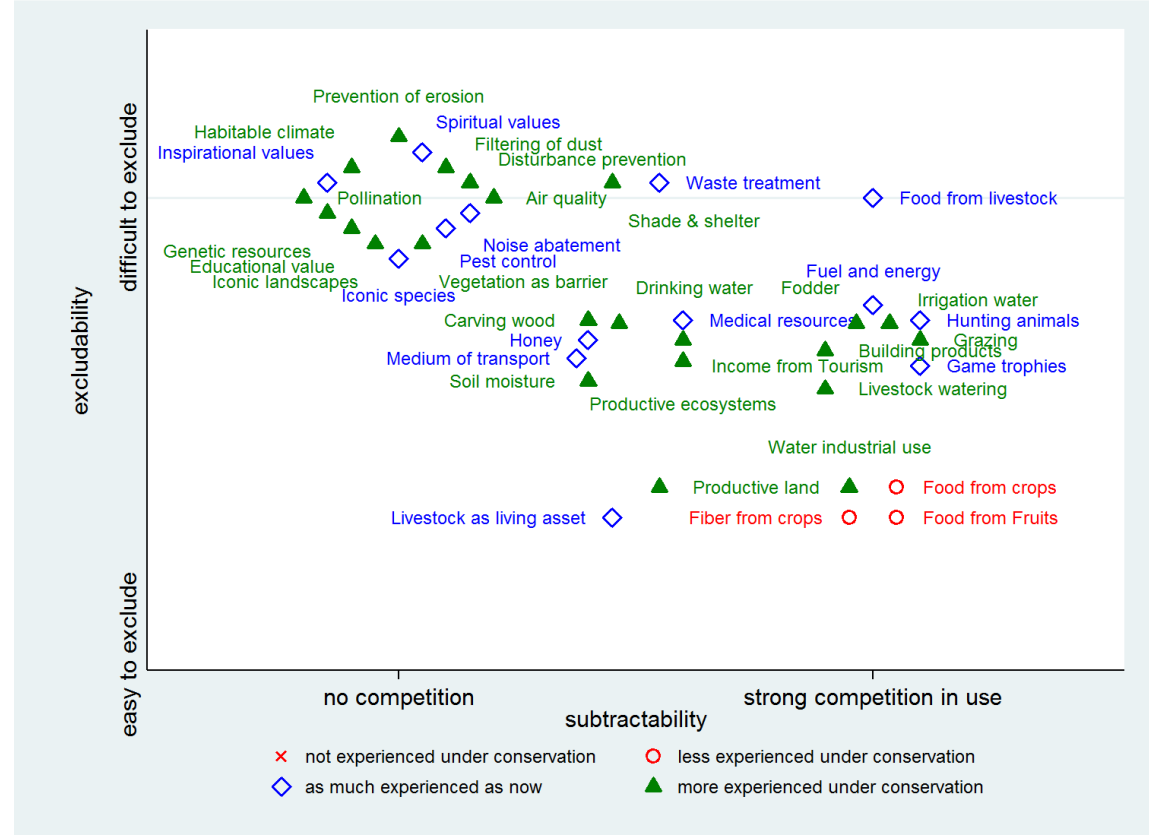 Prevention of erosion
Spiritual values
Habitable climate
Filtering of dust
Inspirational values
Disturbance prevention
Waste treatment
Pollination
Air quality
Food from livestock
Shade & shelter
Noise abatement
Genetic resources
Pest control
Educational value
Fuel and energy
Iconic landscapes
Vegetation as barrier
Drinking water
Fodder
Iconic species
Irrigation water
Carving wood
Medical resources
Hunting animals
Honey
Grazing
Building products
Medium of transport
Income from Tourism
Game trophies
Soil moisture
Livestock watering
Productive ecosystems
Water industrial use
Productive land
Food from crops
Livestock as living asset
Fiber from crops
Food from Fruits
difficult to exclude
excludability
easy to exclude
no competition
strong competition in use
subtractability
not experienced under conservation
less experienced under conservation
as much experienced as now
more experienced under conservation